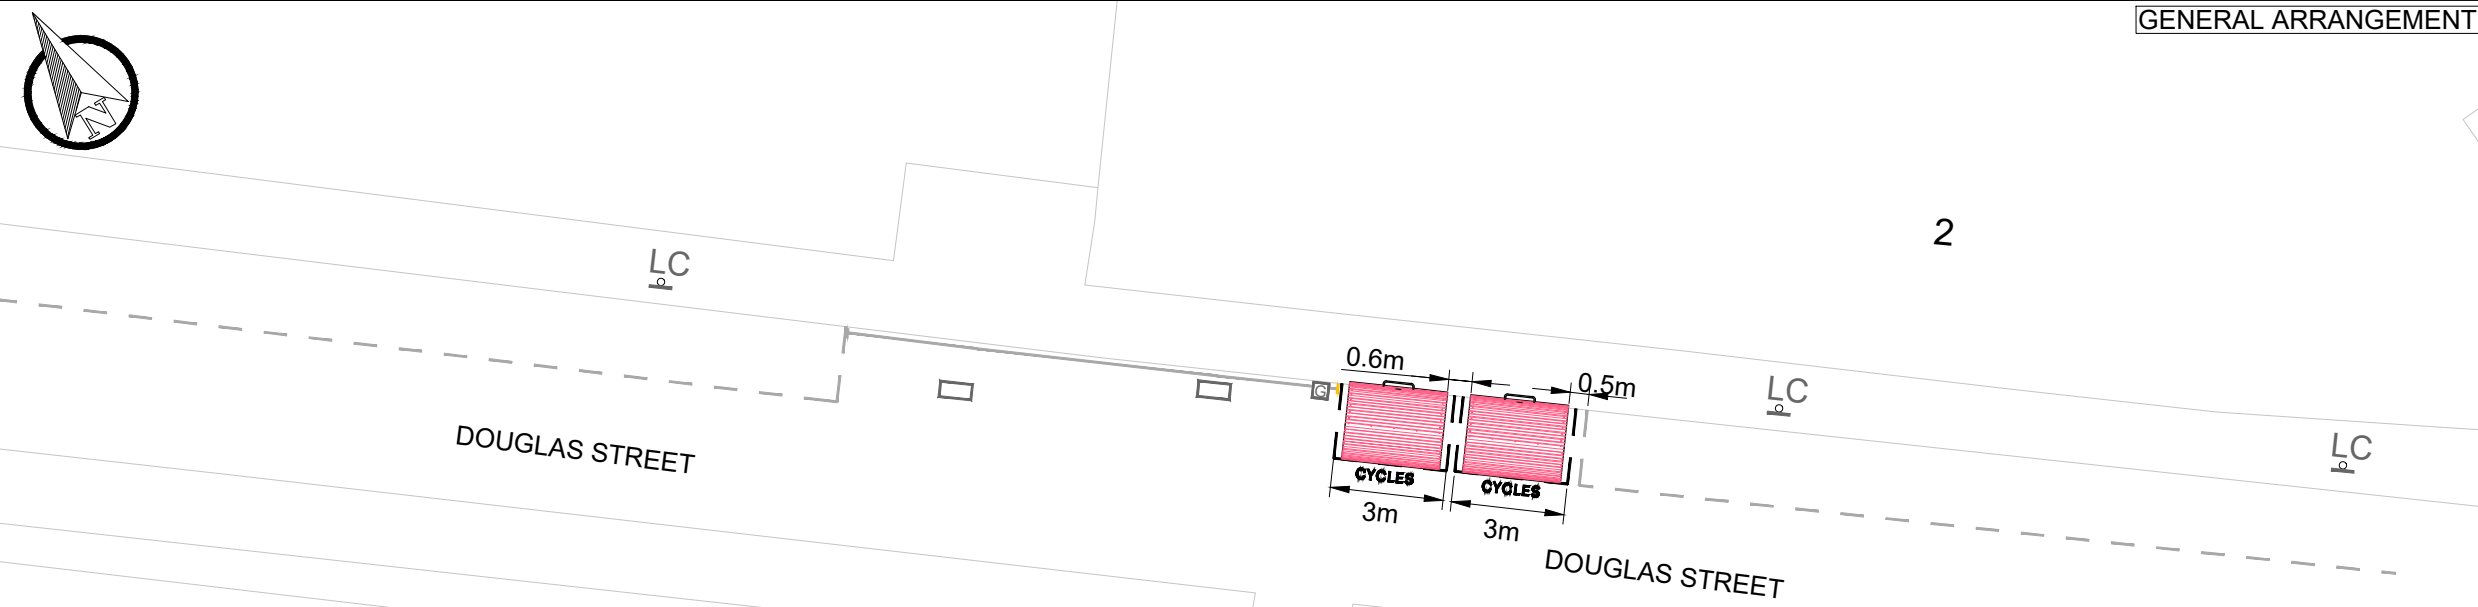 GENERAL ARRANGEMENT
N
2
LC
0.6m
0.5m
LC
G
DOUGLAS STREET
LC
CYCLES
CYCLES
3m
3m
DOUGLAS STREET